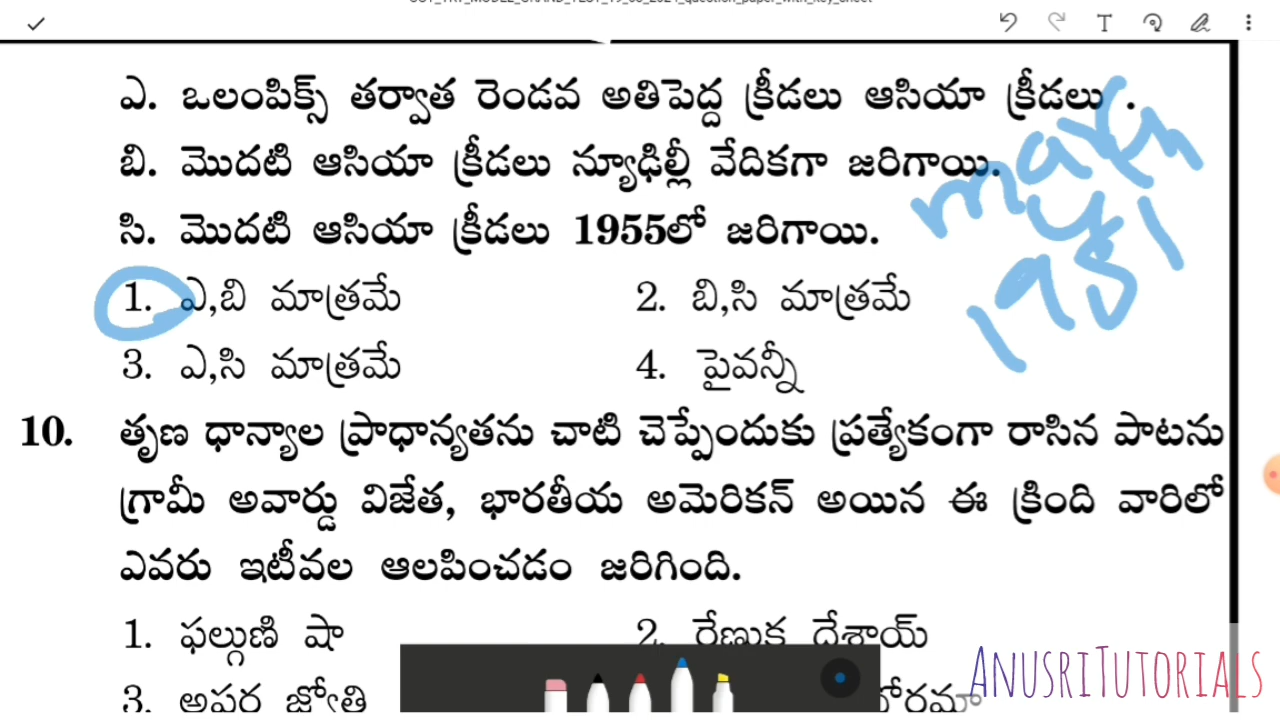 ఎ. ఒలంపిక్స్ తర్వాత రెండవ అతిపెద్ద క్రీడలు ఆసియా క్రీడలు .
బి. మొదటి ఆసియా క్రీడలు న్యూఢిల్లీ వేదికగా జరిగాయి.
సి. మొదటి ఆసియా క్రీడలు 1955లో జరిగాయి.
1951
1. ఎ,బి మాత్రమే 2. బి,సి మాత్రమే
3. ఎ,సి మాత్రమే 4. పైవన్నీ
10. తృణ ధాన్యాల ప్రాధాన్యతను చాటి చెప్పేందుకు ప్రత్యేకంగా రాసిన పాటను
గ్రామీ అవార్డు విజేత, భారతీయ అమెరికన్ అయిన ఈ క్రింది వారిలో
ఎవరు ఇటీవల ఆలపించడం జరిగింది.
1. ఫల్గుణి షా 2. రేణుక దేశాయ్
3. అపర జ్యోతి
ANUSRITUTORIALS